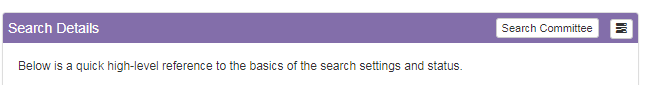 Search Details Search Committee
Below is a quick high-level reference to the basics of the search settings and status.